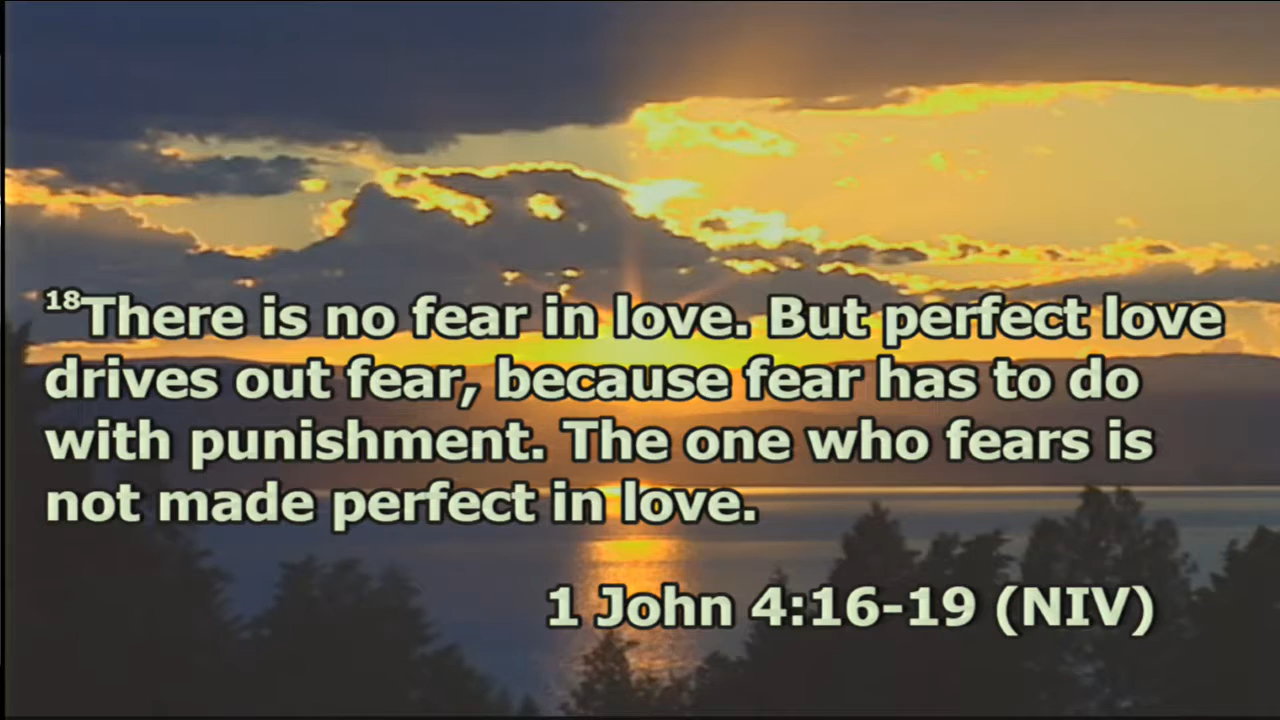 ¹⁸There is no fear in love. But perfect love
drives out fear, because fear has to do
with punishment. The one who fears is
not made perfect in love.
1 John 4:16-19 (NIV)